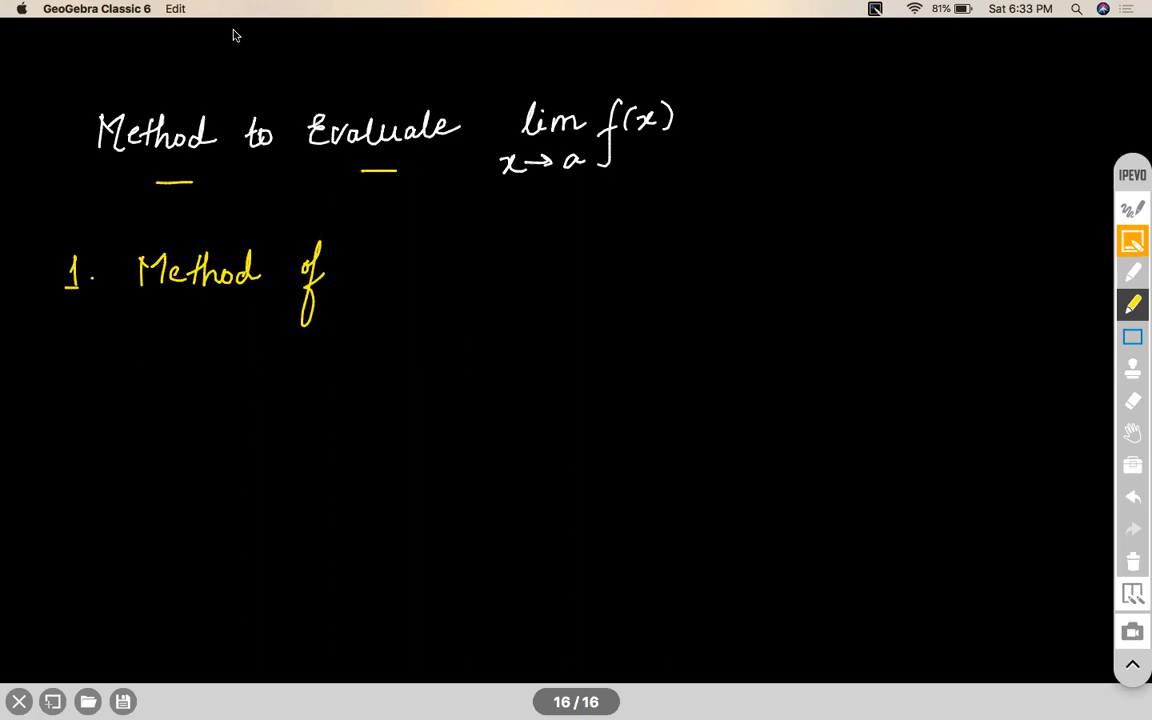 GeoGebra Classic 6 Edit 81% Sat 6:33 PM
Method to Evaluate lim f(x)
x→a
IPEVO
1. Method of
16 / 16